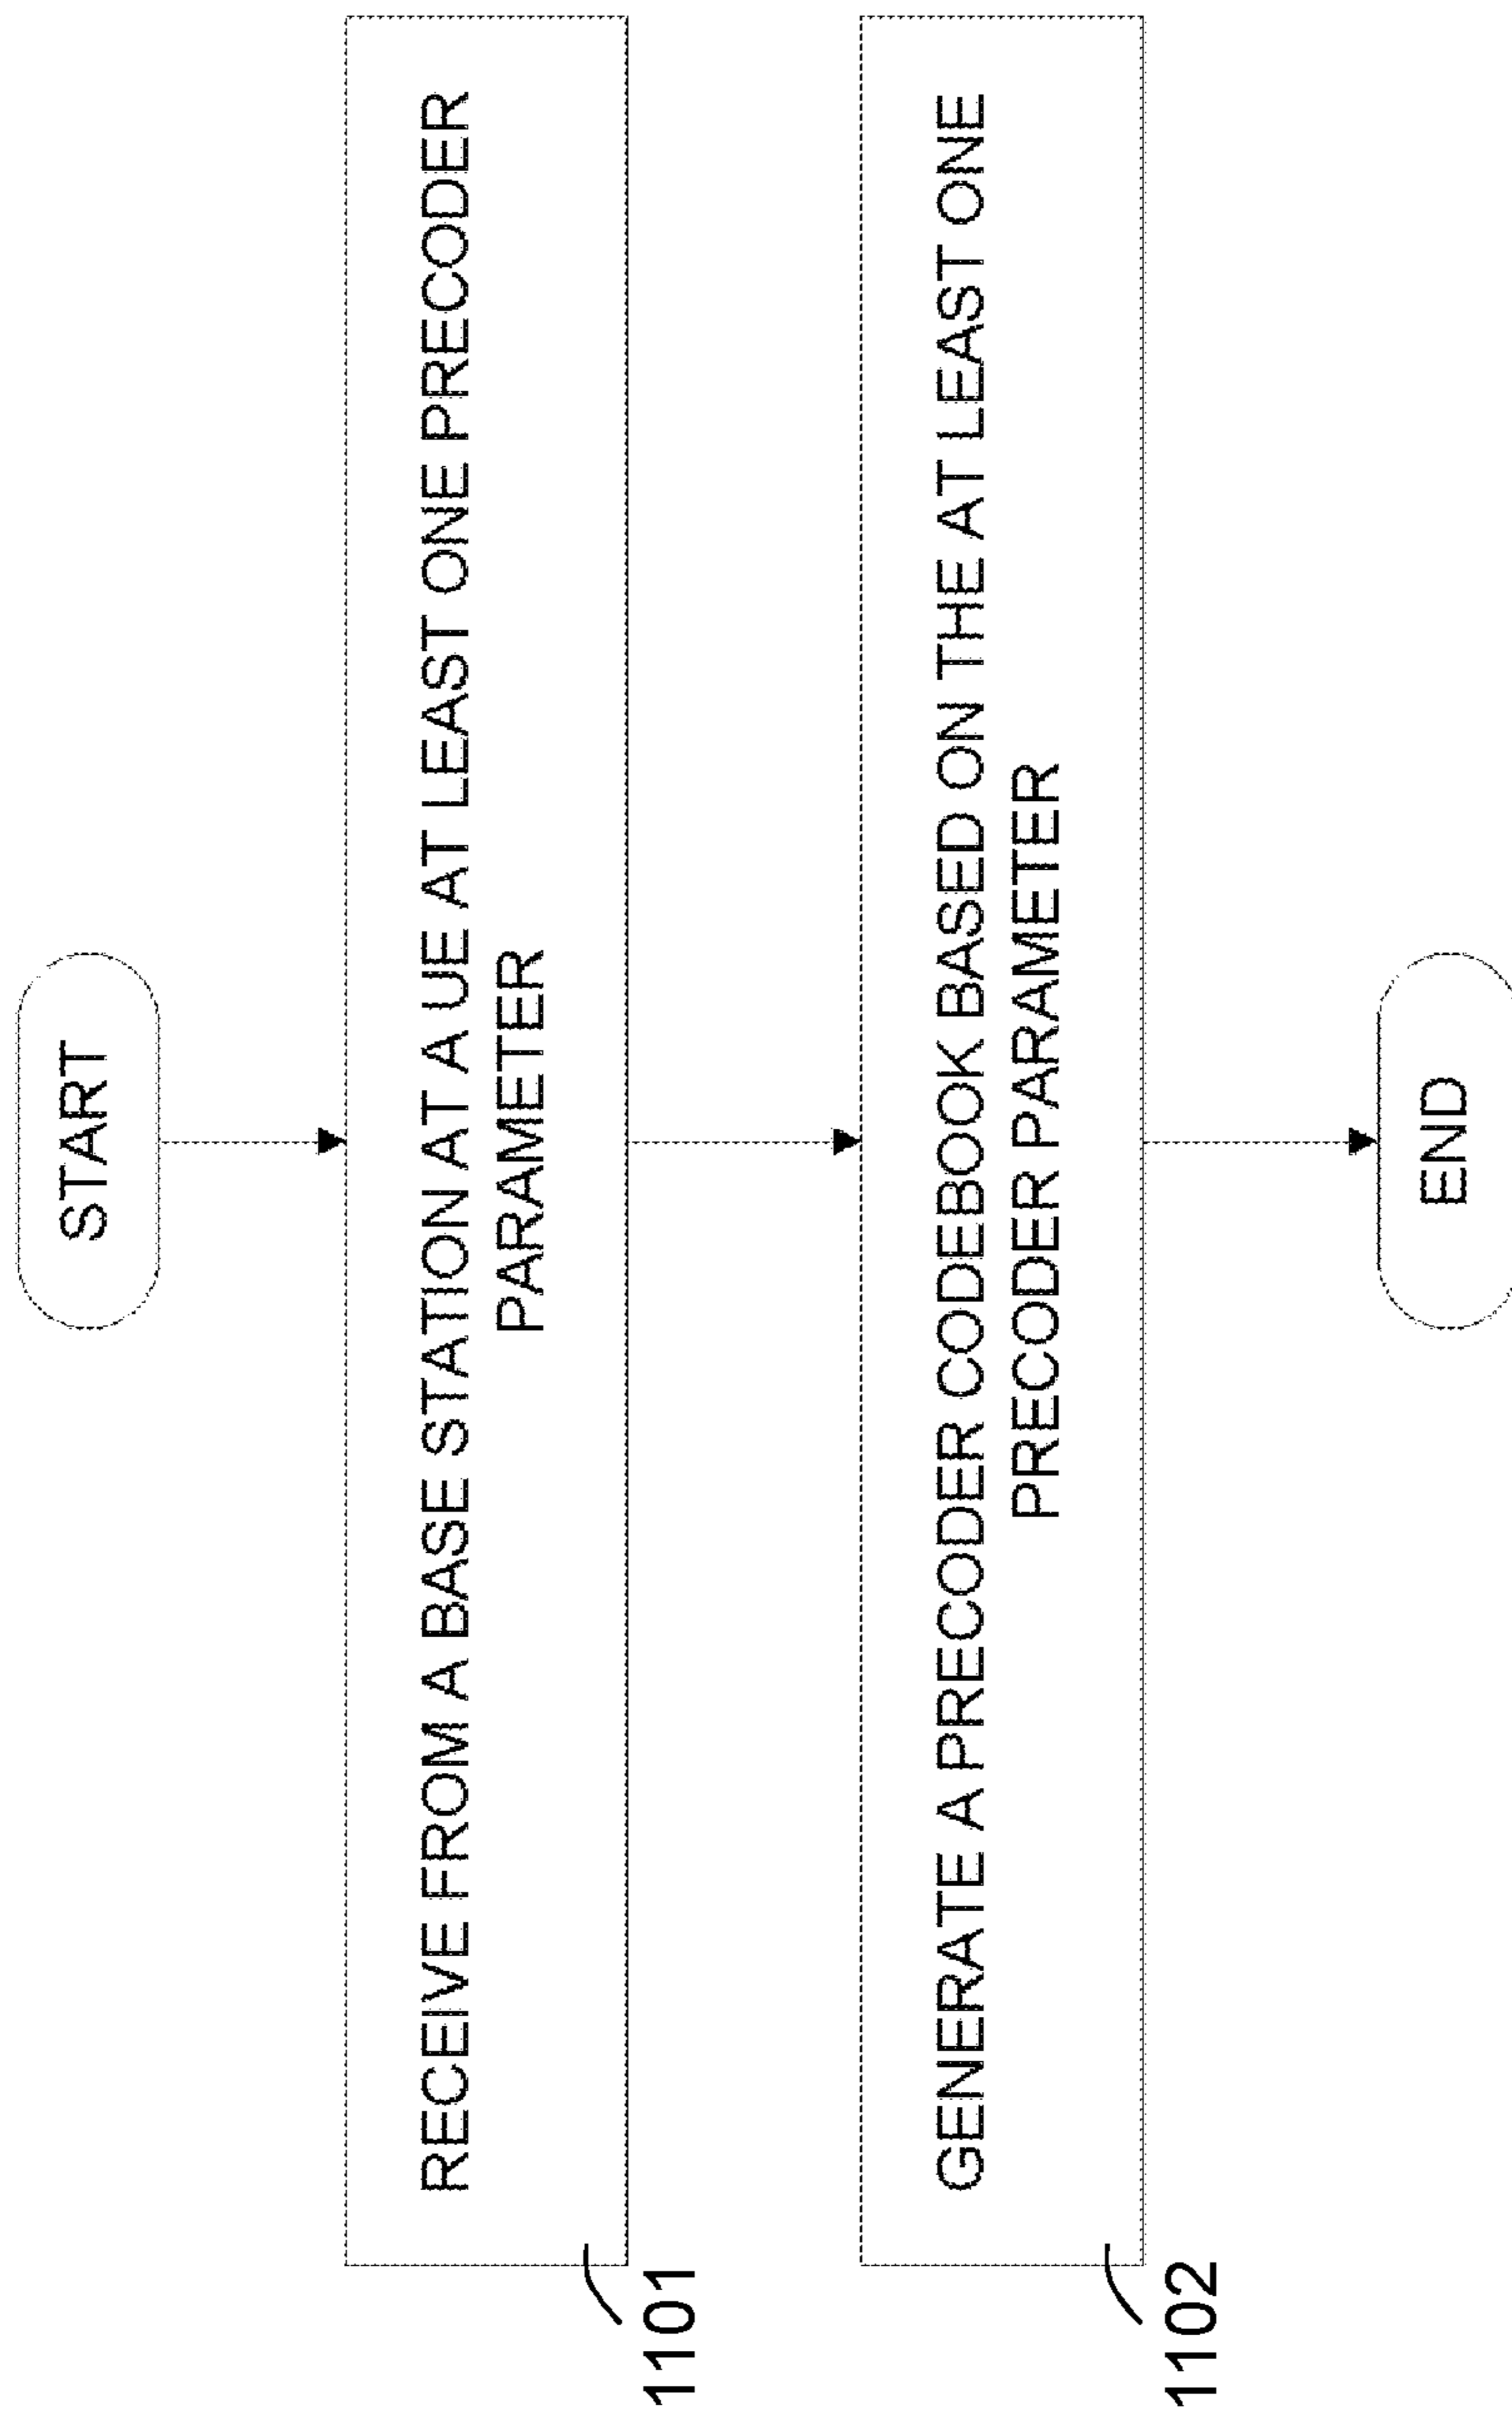 START
RECEIVE FROM A BASE STATION AT A UE AT LEAST ONE PRECODER
PARAMETER
1101
GENERATE A PRECODER CODEBOOK BASED ON THE AT LEAST ONE
PRECODER PARAMETER
1102
END